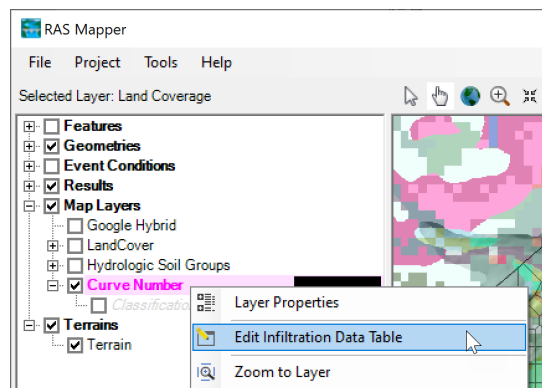 RAS Mapper
File Project Tools Help
Selected Layer: Land Coverage
Features
Geometries
Event Conditions
Results
Map Layers
Google Hybrid
LandCover
Hydrologic Soil Groups
Curve Number
Classification
Layer Properties
Terrains
Edit Infiltration Data Table
Terrain
Zoom to Layer